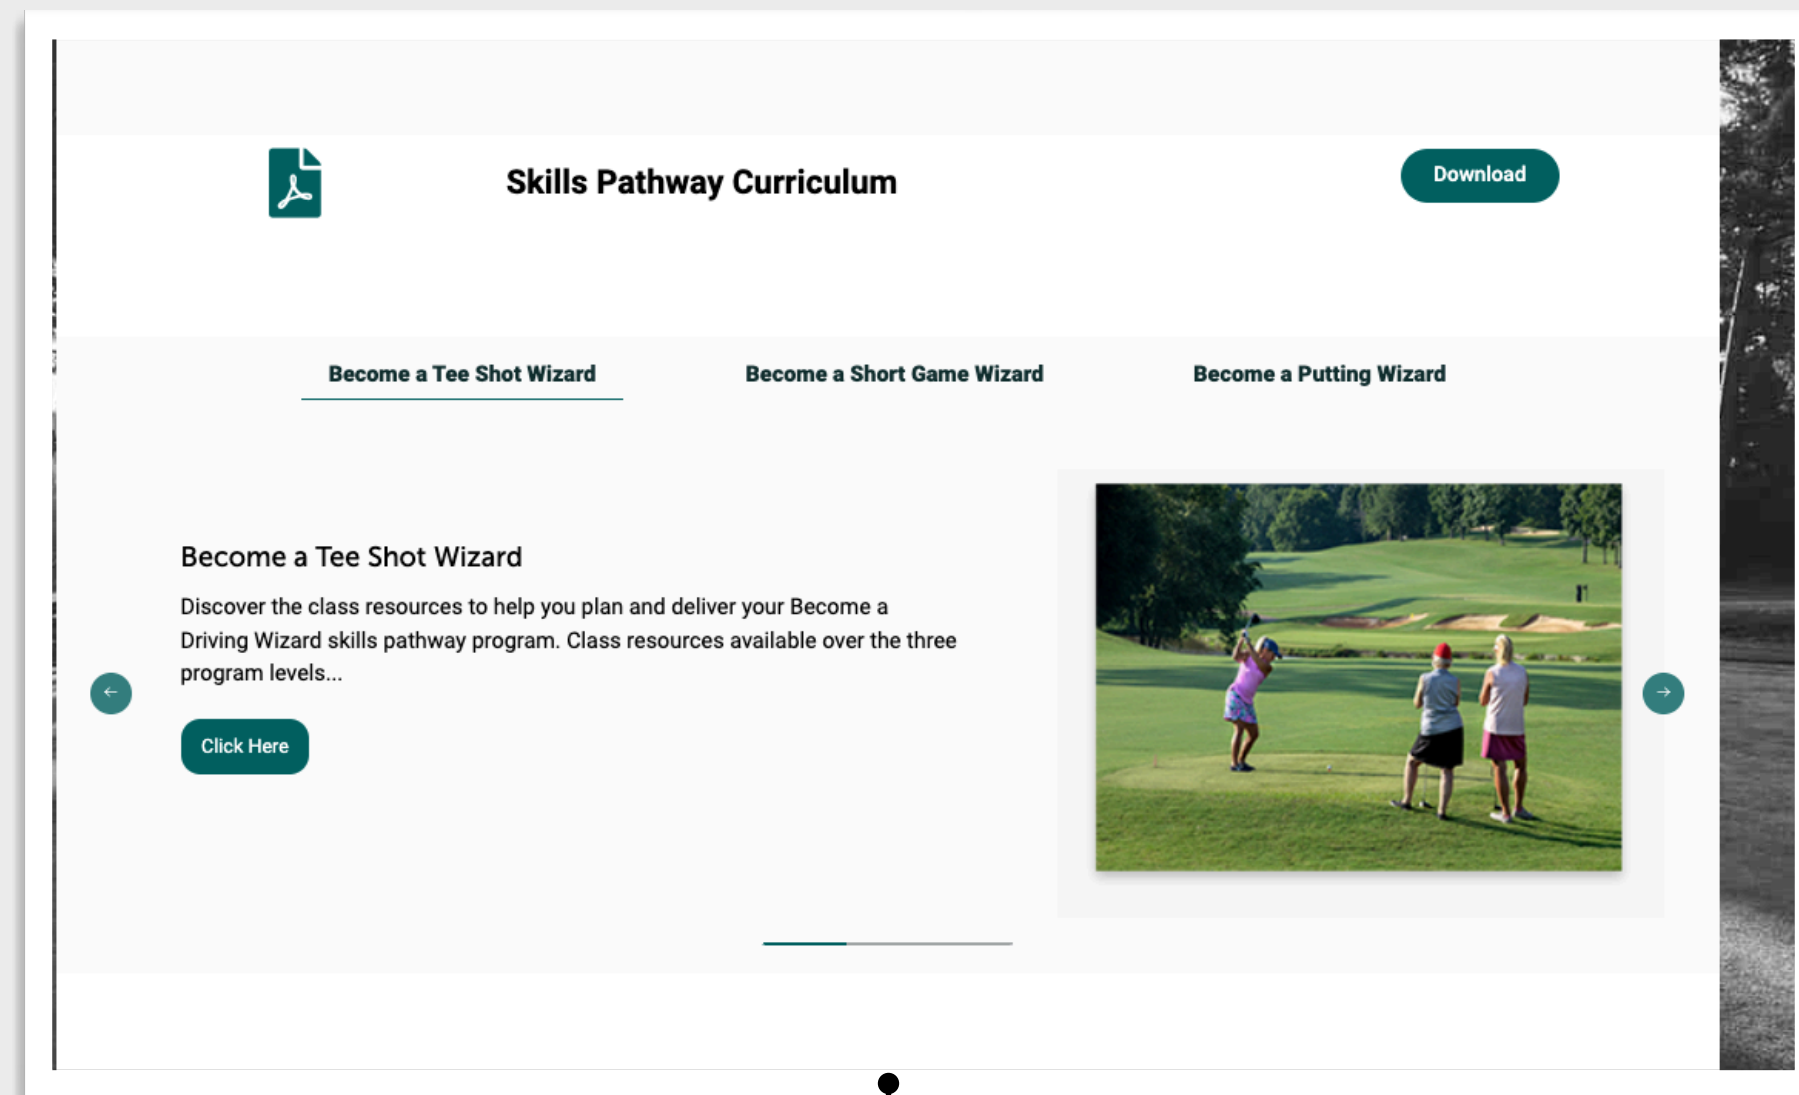 Skills Pathway Curriculum
Download
Become a Tee Shot Wizard
Become a Short Game Wizard
Become a Putting Wizard
Become a Tee Shot Wizard
Discover the class resources to help you plan and deliver your Become a
Driving Wizard skills pathway program. Class resources available over the three
program levels...
Click Here